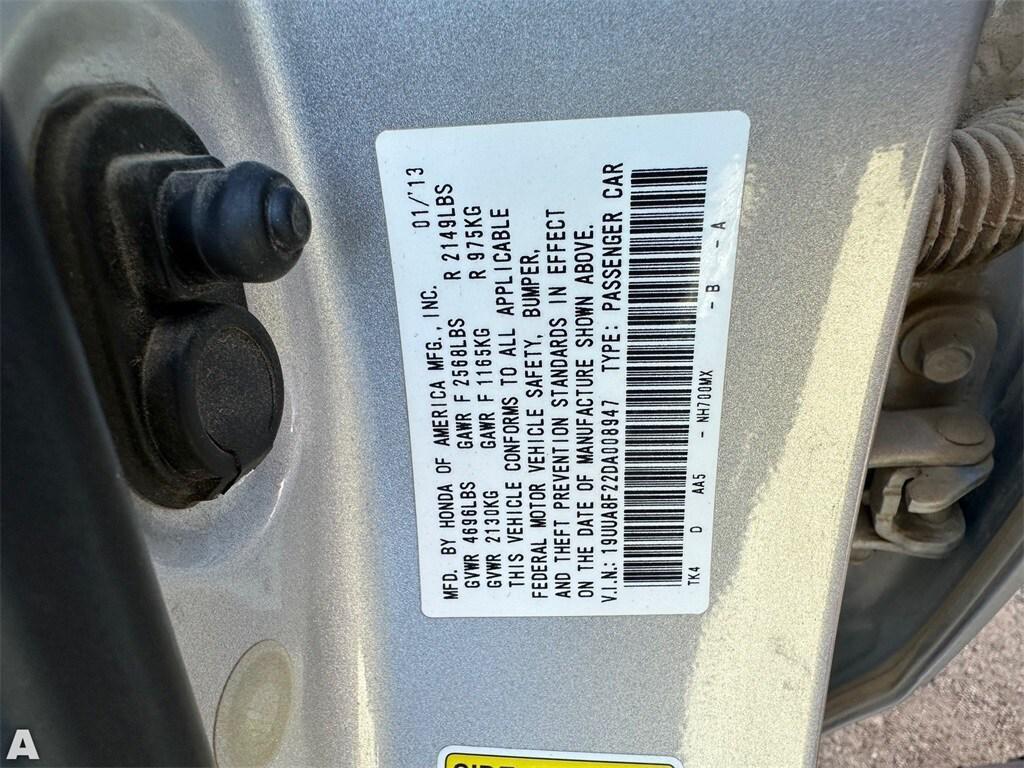 MFD. BY HONDA OF AMERICA MFG., INC. 01/'13
GVWR 4696LBS GAWR F 2568LBS R 2149LBS
GVWR 2130KG GAWR F 1165KG R 975KG
THIS VEHICLE CONFORMS TO ALL APPLICABLE
FEDERAL MOTOR VEHICLE SAFETY, BUMPER,
AND THEFT PREVENTION STANDARDS IN EFFECT
ON THE DATE OF MANUFACTURE SHOWN ABOVE.
V.I.N.: 19UUA8F22DA008947 TYPE: PASSENGER CAR
TK4 D AA5 - NH700MX - B - A
A